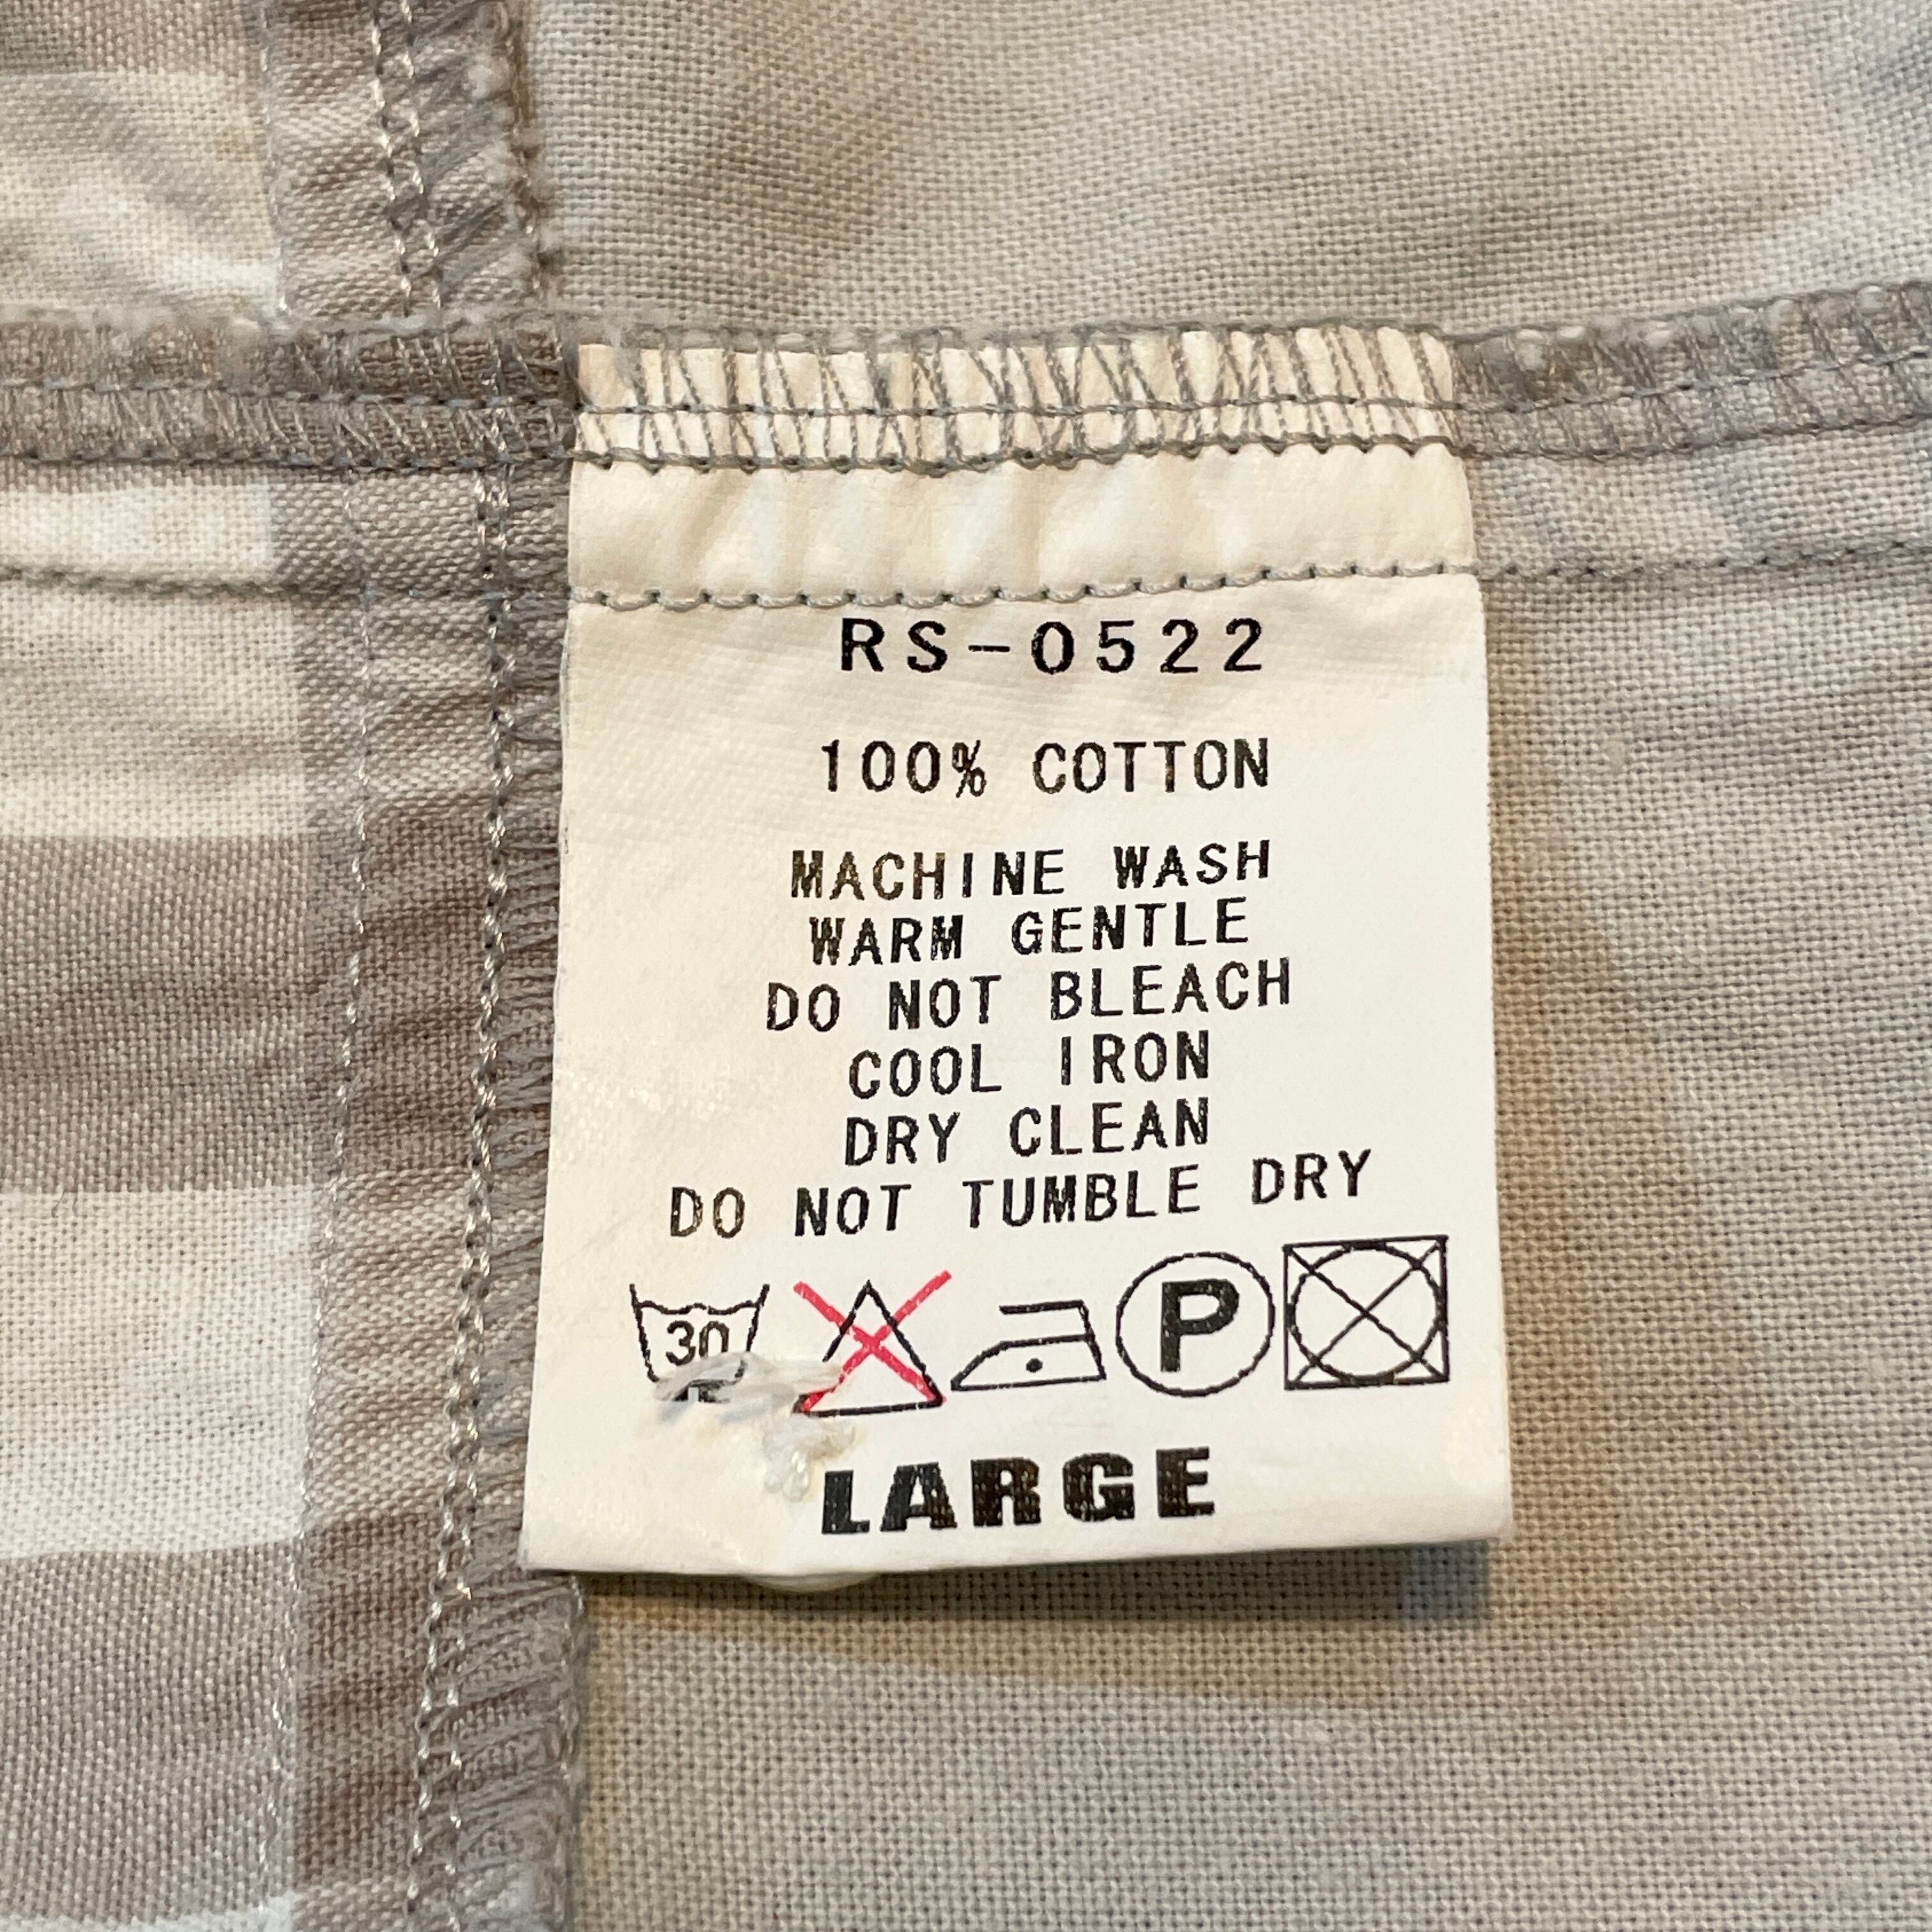 RS-0522
100% COTTON
MACHINE WASH
WARM GENTLE
DO NOT BLEACH
COOL IRON
DRY CLEAN
DO NOT TUMBLE DRY
30 P
LARGE